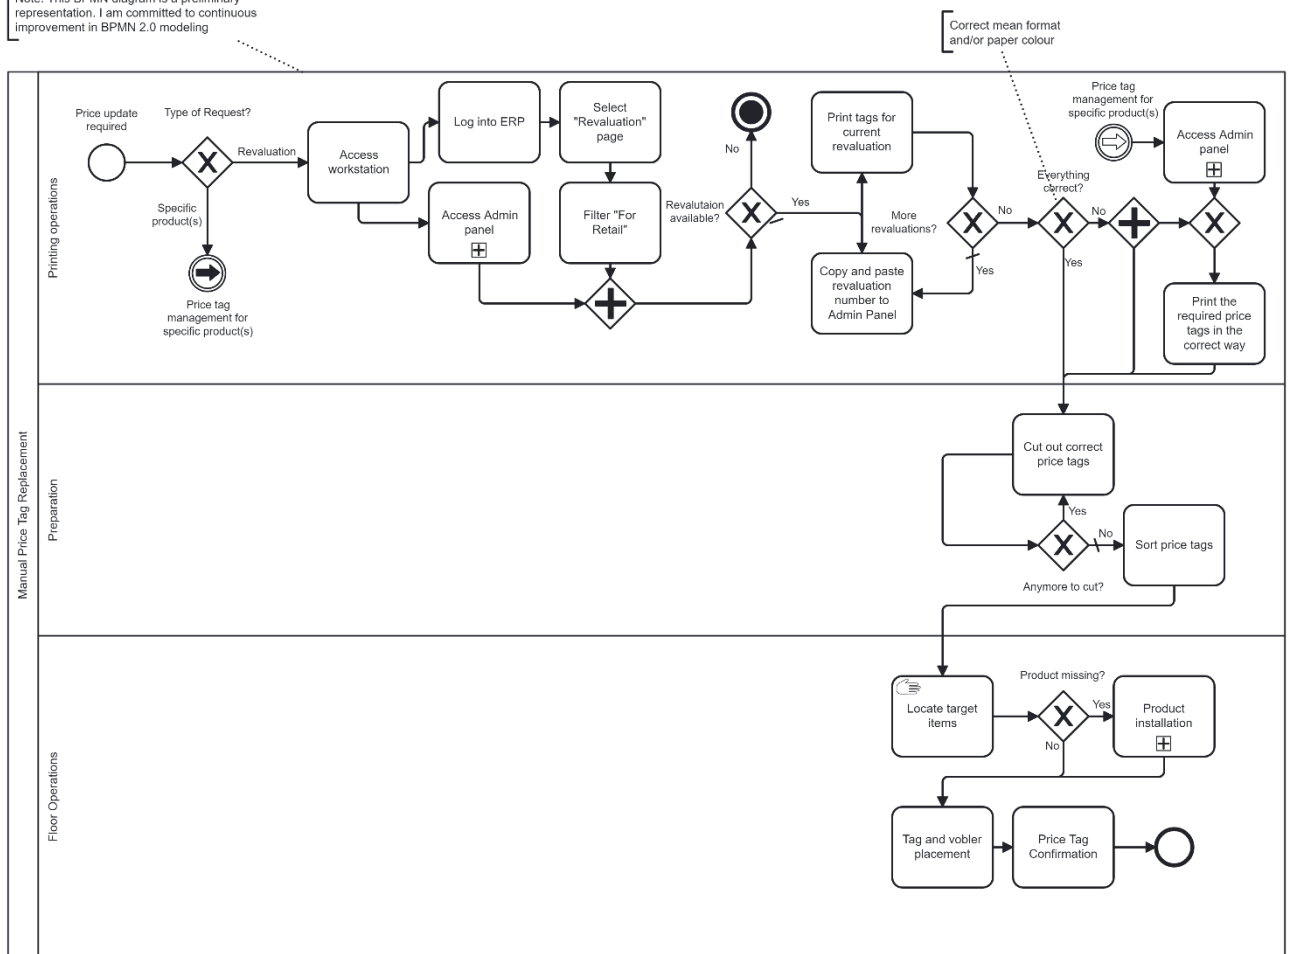 Note: This BPMN diagram is a preliminary
representation. I am committed to continuous
improvement in BPMN 2.0 modeling
Correct mean format
and/or paper colour
Manual Price Tag Replacement
Printing operations
Price update
required
Type of Request?
Revaluation
Specific
product(s)
Price tag
management for
specific product(s)
Access
workstation
Log into ERP
Select
"Revaluation"
page
Access Admin
panel
Filter "For
Retail"
Revalutaion
available?
No
Yes
Print tags for
current
revaluation
Copy and paste
revaluation
number to
Admin Panel
More
revaluations?
Yes
No
Everything
correct?
No
Yes
Price tag
management for
specific product(s)
Access Admin
panel
Print the
required price
tags in the
correct way
Preparation
Cut out correct
price tags
Yes
No
Anymore to cut?
Sort price tags
Floor Operations
Locate target
items
Product missing?
Yes
No
Product
installation
Tag and vobler
placement
Price Tag
Confirmation